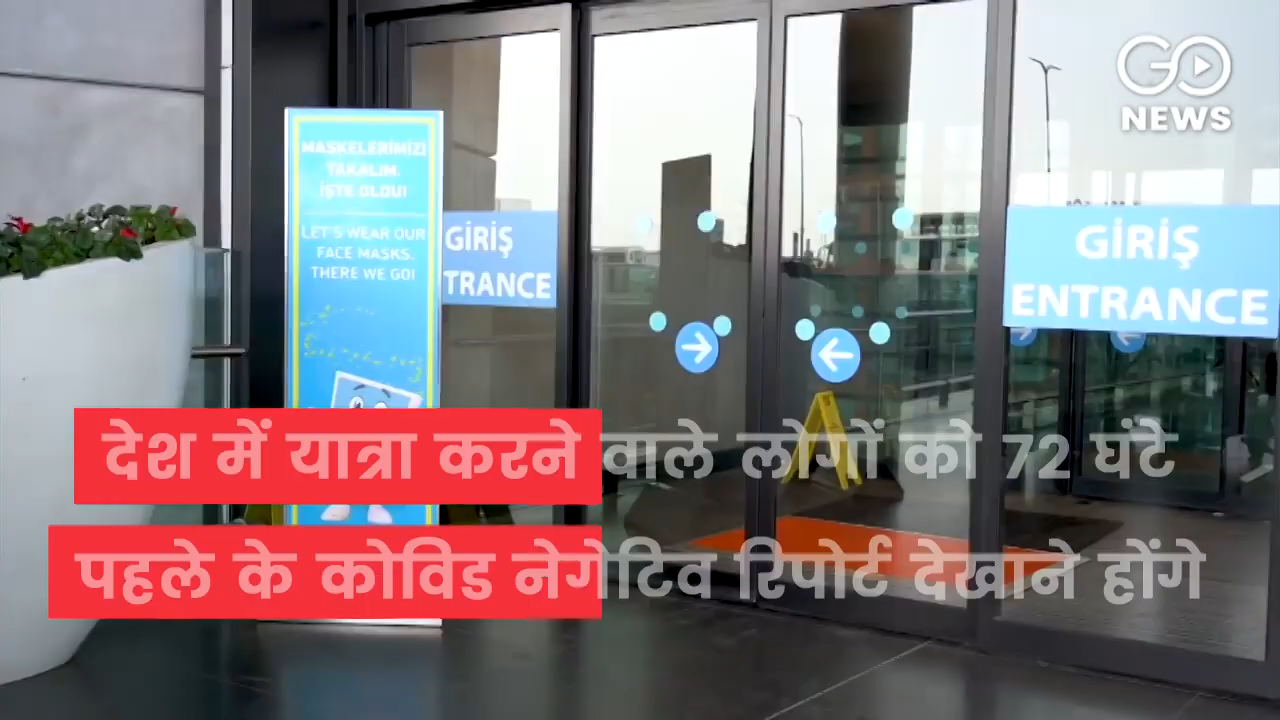 GO
NEWS
MASKELERİMİZİ
TAKALIM.
İŞTE OLDU!
LET'S WEAR OUR
FACE MASKS.
THERE WE GO!
GİRİŞ
TRANCE
GİRİŞ
ENTRANCE
देश में यात्रा करने वाले लोगों को 72 घंटे
पहले के कोविड नेगेटिव रिपोर्ट देखाने होंगे